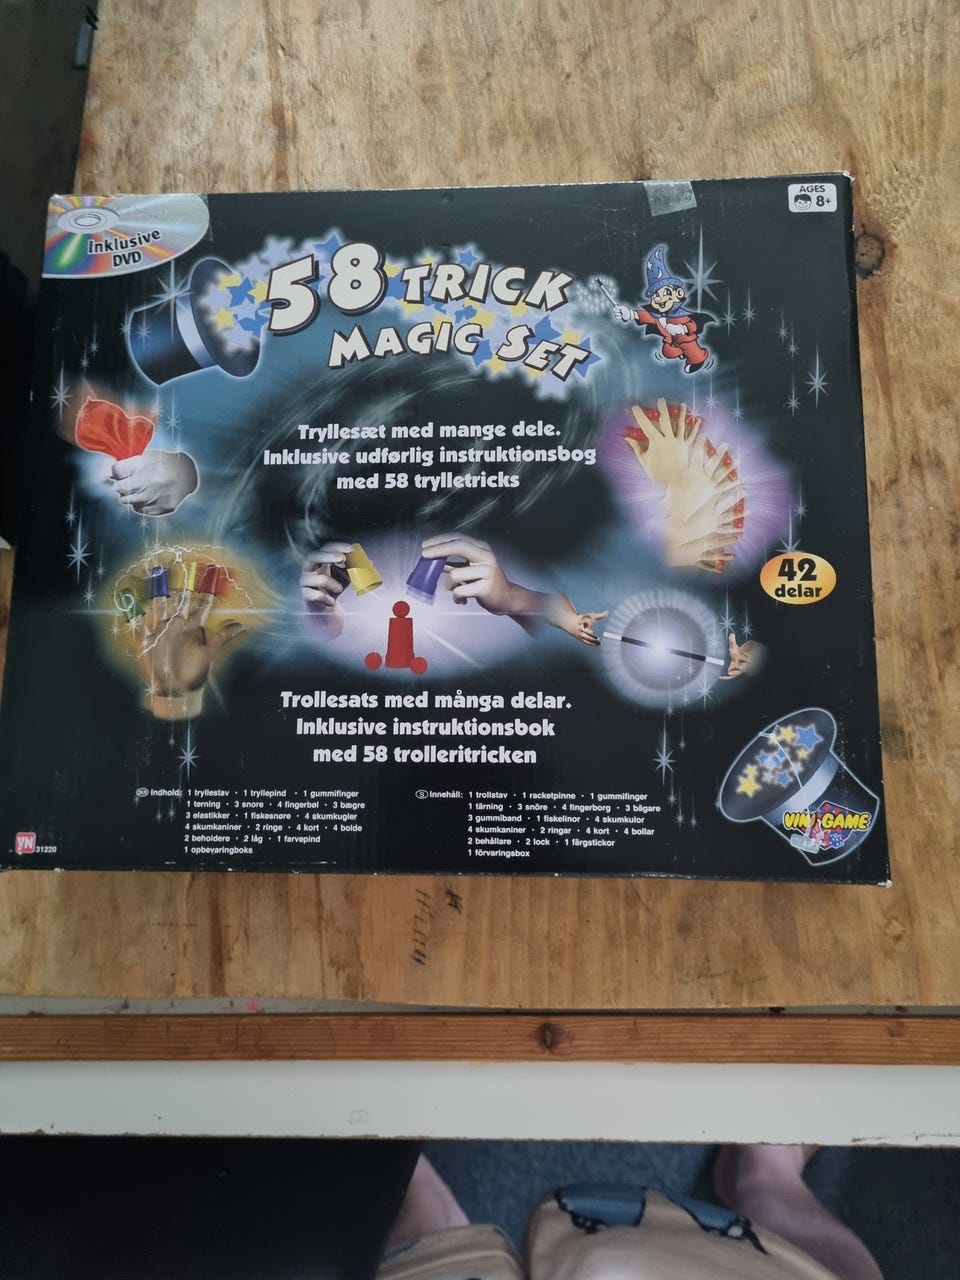 Inklusive
DVD
AGES
8+
58 TRICK
MAGIC SET
Tryllesæt med mange dele.
Inklusive udførlig instruktionsbog
med 58 trylletricks
42
delar
Trollesats med många delar.
Inklusive instruktionsbok
med 58 trolleritricken
DK Indhold: 1 tryllestav · 1 tryllepind · 1 gummifinger
1 terning · 3 snore · 4 fingerbøl · 3 bægre
3 elastikker · 1 fiskesnøre · 4 skumkugler
4 skumkaniner · 2 ringe · 4 kort · 4 bolde
2 beholdere · 2 låg · 1 farvepind
1 opbevaringboks
S Innehåll: 1 trollstav · 1 racketpinne · 1 gummifinger
1 tärning · 3 snöre · 4 fingerborg · 3 bägare
3 gummiband · 1 fiskelinor · 4 skumkulor
4 skumkaniner · 2 ringar · 4 kort · 4 bollar
2 behållare · 2 lock · 1 färgstickor
1 förvaringsbox
VINI GAME
VN 31220